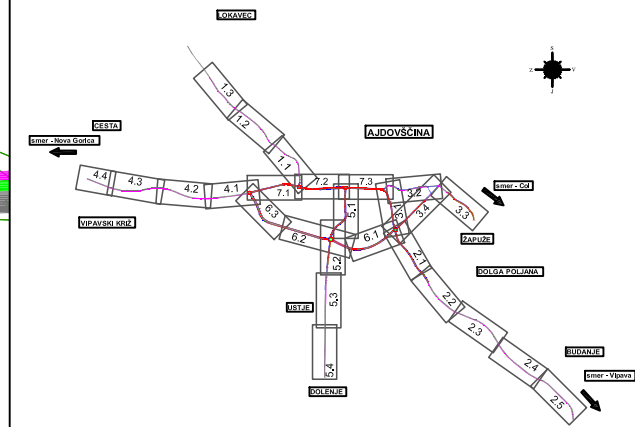 LOKAVEC
S
Z
V
J
1.3
1.2
CESTA
AJDOVŠČINA
smer - Nova Gorica
1.1
4.4
4.3
4.2
4.1
7.1
7.2
7.3
3.2
smer - Col
3.1
3.4
3.3
5.1
6.3
VIPAVSKI KRIŽ
6.2
6.1
ŽAPUŽE
5.2
2.1
DOLGA POLJANA
5.3
2.2
USTJE
2.3
BUDANJE
5.4
2.4
smer - Vipava
DOLENJE
2.5